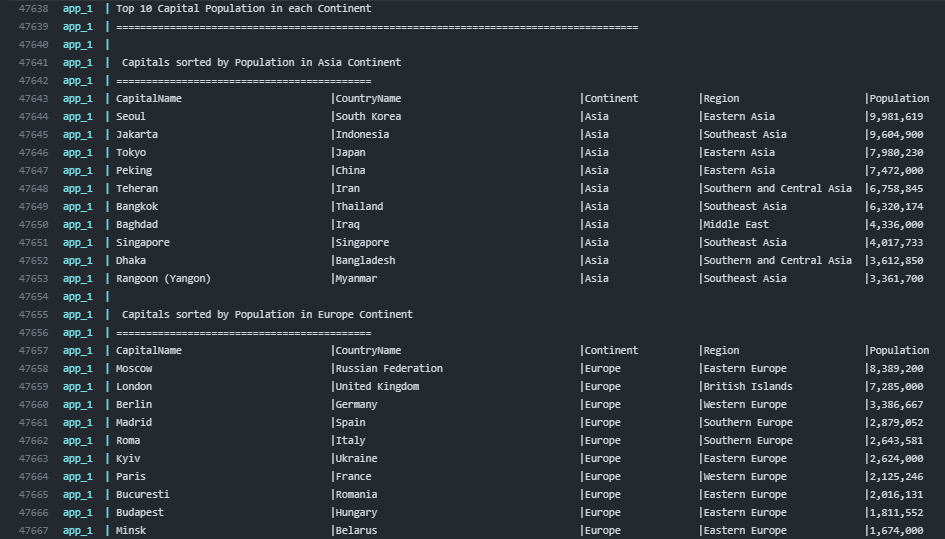 47638 app_1 | Top 10 Capital Population in each Continent
47639 app_1 | ========================================================================================
47640 app_1 |
47641 app_1 |  Capitals sorted by Population in Asia Continent
47642 app_1 | ===========================================
47643 app_1 | CapitalName |CountryName |Continent |Region |Population
47644 app_1 | Seoul |South Korea |Asia |Eastern Asia |9,981,619
47645 app_1 | Jakarta |Indonesia |Asia |Southeast Asia |9,604,900
47646 app_1 | Tokyo |Japan |Asia |Eastern Asia |7,980,230
47647 app_1 | Peking |China |Asia |Eastern Asia |7,472,000
47648 app_1 | Teheran |Iran |Asia |Southern and Central Asia |6,758,845
47649 app_1 | Bangkok |Thailand |Asia |Southeast Asia |6,320,174
47650 app_1 | Baghdad |Iraq |Asia |Middle East |4,336,000
47651 app_1 | Singapore |Singapore |Asia |Southeast Asia |4,017,733
47652 app_1 | Dhaka |Bangladesh |Asia |Southern and Central Asia |3,612,850
47653 app_1 | Rangoon (Yangon) |Myanmar |Asia |Southeast Asia |3,361,700
47654 app_1 |
47655 app_1 |  Capitals sorted by Population in Europe Continent
47656 app_1 | ===========================================
47657 app_1 | CapitalName |CountryName |Continent |Region |Population
47658 app_1 | Moscow |Russian Federation |Europe |Eastern Europe |8,389,200
47659 app_1 | London |United Kingdom |Europe |British Islands |7,285,000
47660 app_1 | Berlin |Germany |Europe |Western Europe |3,386,667
47661 app_1 | Madrid |Spain |Europe |Southern Europe |2,879,052
47662 app_1 | Roma |Italy |Europe |Southern Europe |2,643,581
47663 app_1 | Kyiv |Ukraine |Europe |Eastern Europe |2,624,000
47664 app_1 | Paris |France |Europe |Western Europe |2,125,246
47665 app_1 | Bucuresti |Romania |Europe |Eastern Europe |2,016,131
47666 app_1 | Budapest |Hungary |Europe |Eastern Europe |1,811,552
47667 app_1 | Minsk |Belarus |Europe |Eastern Europe |1,674,000